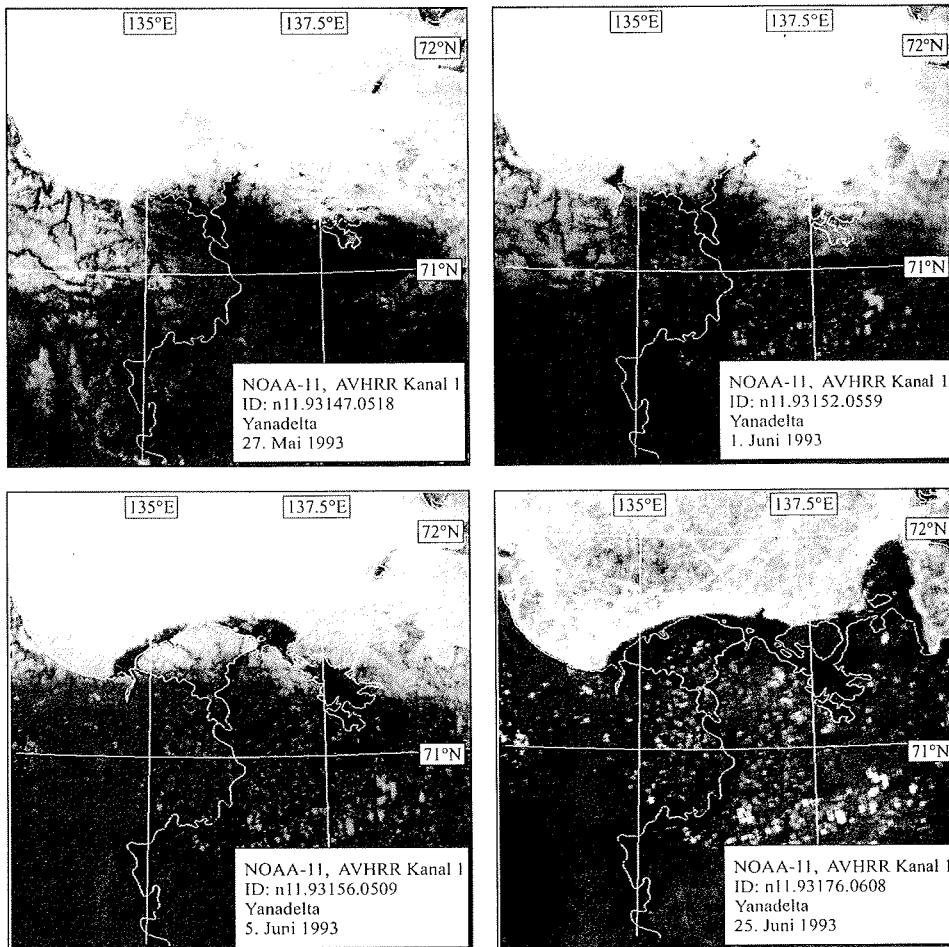 135°E
137.5°E
72°N
71°N
NOAA-11, AVHRR Kanal 1
ID: n11.93147.0518
Yanadelta
27. Mai 1993
135°E
137.5°E
72°N
71°N
NOAA-11, AVHRR Kanal 1
ID: n11.93152.0559
Yanadelta
1. Juni 1993
135°E
137.5°E
72°N
71°N
NOAA-11, AVHRR Kanal 1
ID: n11.93156.0509
Yanadelta
5. Juni 1993
135°E
137.5°E
72°N
71°N
NOAA-11, AVHRR Kanal 1
ID: n11.93176.0608
Yanadelta
25. Juni 1993